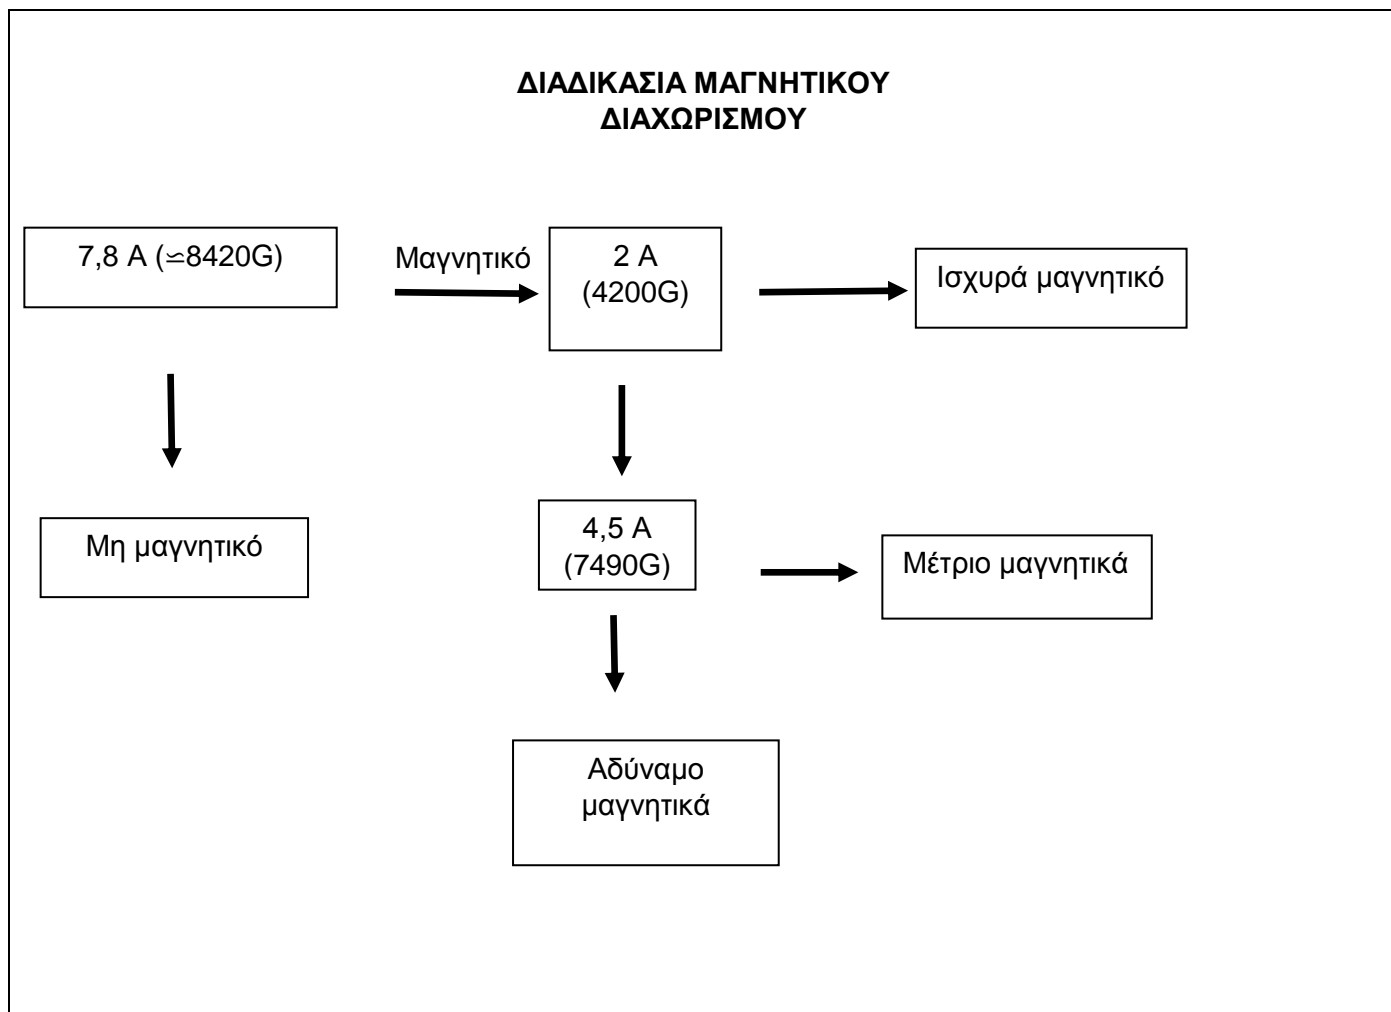 ΔΙΑΔΙΚΑΣΙΑ ΜΑΓΝΗΤΙΚΟΥ
ΔΙΑΧΩΡΙΣΜΟΥ
7,8 Α (≃8420G)
Μαγνητικό
2 Α
(4200G)
Ισχυρά μαγνητικό
Μη μαγνητικό
4,5 Α
(7490G)
Μέτριο μαγνητικά
Αδύναμο
μαγνητικά